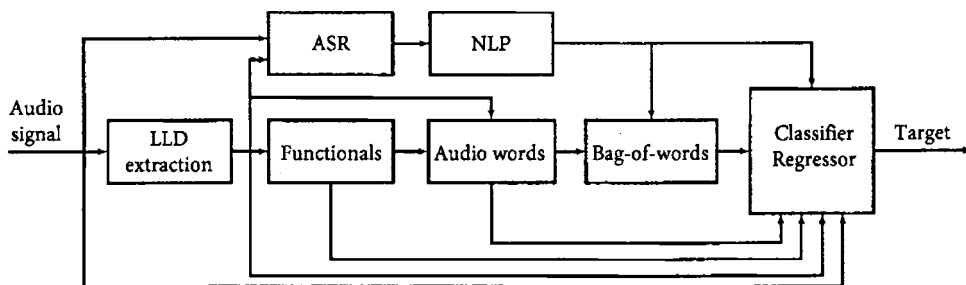 ASR
NLP
Audio
signal
LLD
extraction
Functionals
Audio words
Bag-of-words
Classifier
Regressor
Target